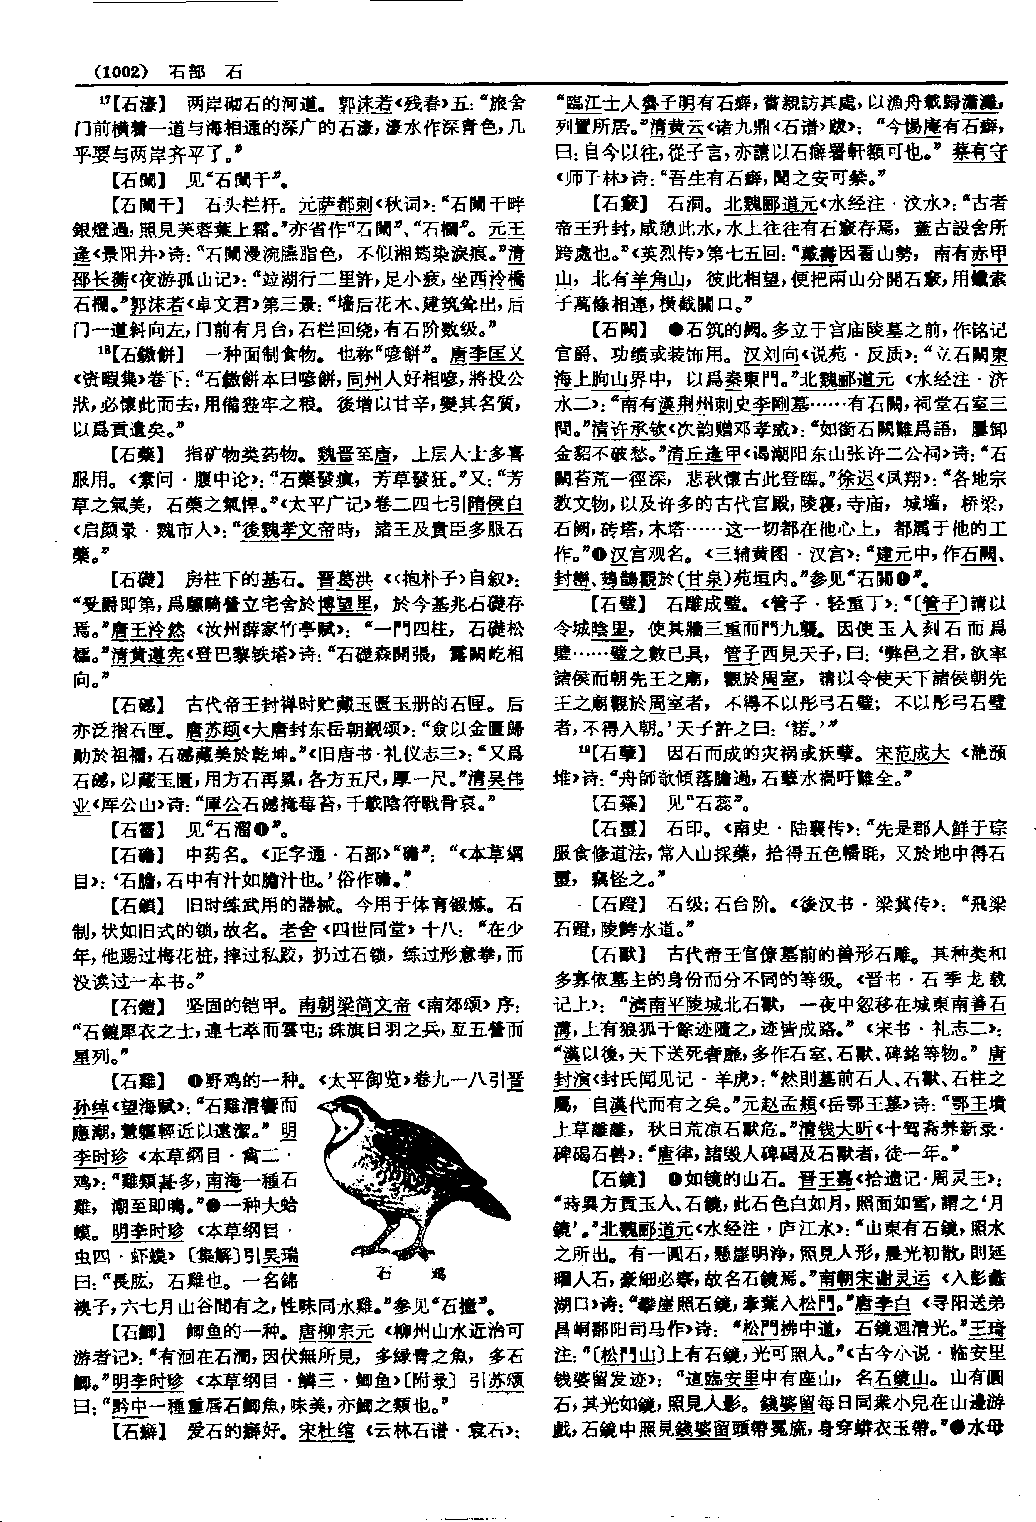 （1002） 石部 石
¹⁷【石濠】 两岸砌石的河道。郭沫若《残春》五：“旅舍
门前横着一道与海相通的深广的石濠，濠水作深青色，几
乎要与两岸齐平了。”
【石闌】 见“石闌干”。
【石闌干】 石头栏杆。元萨都剌《秋词》：“石闌干畔
銀燈過，照見芙蓉葉上霜。”亦省作“石闌”、“石欄”。元王
逢《景阳井》诗：“石闌漫涴臙脂色，不似湘筠染淚痕。”清
邵长蘅《夜游孤山记》：“竝湖行二里許，足小疲，坐西泠橋
石欄。”郭沫若《卓文君》第三景：“墙后花木、建筑耸出，后
门一道斜向左，门前有月台，石栏回绕，有石阶数级。”
¹⁸【石鏊餅】 一种面制食物。也称“喭餅”。唐李匡乂
《资暇集》卷下：“石鏊餅本曰喭餅，同州人好相喭，將投公
狀，必懷此而去，用備狴牢之粮。後增以甘辛，變其名質，
以爲貢遺矣。”
【石藥】 指矿物类药物。魏晋至唐，上层人士多喜
服用。《素问·腹中论》：“石藥發瘨，芳草發狂。”又：“芳
草之氣美，石藥之氣悍。”《太平广记》卷二四七引隋侯白
《启颜录·魏市人》：“後魏孝文帝時，諸王及貴臣多服石
藥。”
【石礎】 房柱下的基石。晋葛洪《〈抱朴子〉自叙》：
“受爵即第，爲驃騎營立宅舍於博望里，於今基兆石礎存
焉。”唐王泠然《汝州薛家竹亭赋》：“一門四柱，石礎松
欞。”清黄遵宪《登巴黎铁塔》诗：“石礎森開張，露闕屹相
向。”
【石䃭】 古代帝王封禅时贮藏玉匮玉册的石匣。后
亦泛指石匣。唐苏颋《大唐封东岳朝觐颂》：“僉以金匱歸
勛於祖禰，石䃭藏美於乾坤。”《旧唐书·礼仪志三》：“又爲
石䃭，以藏玉匱，用方石再累，各方五尺，厚一尺。”清吴伟
业《厍公山》诗：“厙公石䃭掩莓苔，千載陰符戰骨哀。”
【石霤】 见“石溜❶”。
【石礛】 中药名。《正字通·石部》“礛”：“《本草綱
目》：‘石膽，石中有汁如膽汁也。’俗作礛。”
【石鎖】 旧时练武用的器械。今用于体育锻炼。石
制，状如旧式的锁，故名。老舍《四世同堂》十八：“在少
年，他踢过梅花桩，摔过私跤，扔过石锁，练过形意拳，而
没读过一本书。”
【石鎧】 坚固的铠甲。南朝梁简文帝《南郊颂》序：
“石鎧犀衣之士，連七萃而雲屯；珠旗日羽之兵，亙五營而
星列。”
【石雞】 ❶野鸡的一种。《太平御览》卷九一八引晋
孙绰《望海赋》：“石雞清響而
應潮，慧軀輕近以遠潔。”明
李时珍《本草纲目·禽二·
鸡》：“雞類甚多，南海一種石
雞，潮至即鳴。”❷一种大蛤
蟆。明李时珍《本草纲目·
虫四·虾蟆》〔集解〕引吴瑞
曰：“長肱，石雞也。一名錦
襖子，六七月山谷間有之，性味同水雞。”参见“石撞”。
石 鸡
【石鯽】 鲫鱼的一种。唐柳宗元《柳州山水近治可
游者记》：“有洄在石澗，因伏無所見，多緑青之魚，多石
鯽。”明李时珍《本草纲目·鳞三·鲫鱼》〔附录〕引苏颂
曰：“黔中一種重唇石鯽魚，味美，亦鯽之類也。”
【石癖】 爱石的癖好。宋杜绾《云林石谱·袁石》：
“臨江士人魯子明有石癖，嘗親訪其處，以漁舟載歸瀟灘，
列置所居。”清黄云《诸九鼎〈石谱〉跋》：“今惕庵有石癖，
曰：自今以往，從子言，亦請以石癖署軒額可也。”蔡有守
《师子林》诗：“吾生有石癖，聞之安可禁。”
【石竅】 石洞。北魏郦道元《水经注·汶水》：“古者
帝王升封，咸憩此水，水上往往有石竅存焉，蓋古設舍所
跨處也。”《英烈传》第七五回：“戴壽因看山勢，南有赤甲
山，北有羊角山，彼此相望，便把兩山分開石竅，用鐵索
子萬條相連，横截關口。”
【石闕】 ❶石筑的阙。多立于宫庙陵墓之前，作铭记
官爵、功绩或装饰用。汉刘向《说苑·反质》：“立石闕東
海上朐山界中，以爲秦東門。”北魏郦道元《水经注·济
水二》：“南有漢荆州刺史李剛墓……有石闕，祠堂石室三
間。”清许承钦《次韵赠邓孝威》：“如銜石闕難爲語，驟卸
金貂不破愁。”清丘逢甲《谒潮阳东山张许二公祠》诗：“石
闕苔荒一徑深，悲秋懷古此登臨。”徐迟《凤翔》：“各地宗
教文物，以及许多的古代宫殿，陵寝，寺庙，城墙，桥梁，
石阙，砖塔，木塔……这一切都在他心上，都属于他的工
作。”❷汉宫观名。《三辅黄图·汉宫》：“建元中，作石闕、
封巒、鳷鵲觀於（甘泉）苑垣内。”参见“石關❶”。
【石璧】 石雕成璧。《管子·轻重丁》：“〔管子〕請以
令城陰里，使其牆三重而門九襲。因使玉人刻石而爲
璧……璧之數已具，管子西見天子，曰：‘弊邑之君，欲率
諸侯而朝先王之廟，觀於周室，請以令使天下諸侯朝先
王之廟觀於周室者，不得不以彤弓石璧；不以彤弓石璧
者，不得入朝。’天子許之曰：‘諾。’”
¹⁹【石孽】 因石而成的灾祸或妖孽。宋范成大《滟滪
堆》诗：“舟師欹傾落膽過，石孽水禍吁難全。”
【石蘂】 见“石蕊”。
【石璽】 石印。《南史·陆襄传》：“先是郡人鲜于琮
服食修道法，常入山採藥，拾得五色幡毦，又於地中得石
璽，竊怪之。”
【石蹬】 石级；石台阶。《後汉书·梁冀传》：“飛梁
石蹬，陵跨水道。”
【石獸】 古代帝王官僚墓前的兽形石雕。其种类和
多寡依墓主的身份而分不同的等级。《晋书·石季龙载
记上》：“濟南平陵城北石獸，一夜中忽移在城東南善石
溝，上有狼狐千餘迹隨之，迹皆成路。”《宋书·礼志二》：
“漢以後，天下送死奢靡，多作石室、石獸、碑銘等物。”唐
封演《封氏闻见记·羊虎》：“然則墓前石人、石獸、石柱之
屬，自漢代而有之矣。”元赵孟頫《岳鄂王墓》诗：“鄂王墳
上草離離，秋日荒凉石獸危。”清钱大昕《十驾斋养新录·
碑碣石兽》：“唐律，諸毁人碑碣及石獸者，徒一年。”
【石鏡】 ❶如镜的山石。晋王嘉《拾遗记·周灵王》：
“時異方貢玉人、石鏡，此石色白如月，照面如雪，謂之‘月
鏡’。”北魏郦道元《水经注·庐江水》：“山東有石鏡，照水
之所出。有一圓石，懸崖明浄，照見人形，晨光初散，則延
曜入石，豪細必察，故名石鏡焉。”南朝宋谢灵运《入彭蠡
湖口》诗：“攀崖照石鏡，牽葉入松門。”唐李白《寻阳送弟
昌峒鄱阳司马作》诗：“松門拂中道，石鏡迴清光。”王琦
注：“〔松門山〕上有石鏡，光可照人。”《古今小说·临安里
钱婆留发迹》：“這臨安里中有座山，名石鏡山。山有圓
石，其光如鏡，照見人影。錢婆留每日同衆小兒在山邊游
戲，石鏡中照見錢婆留頭帶冕旒，身穿蟒衣玉帶。”❷水母